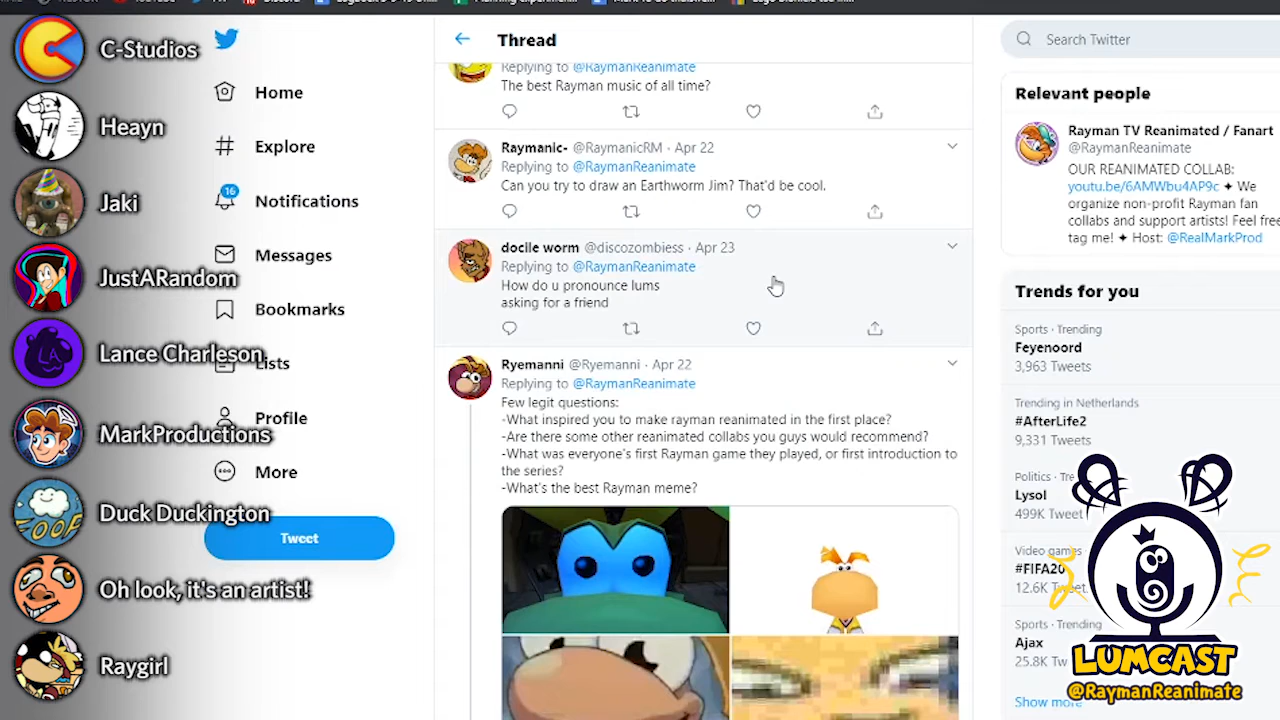 C-Studios
Heayn
Jaki
JustARandom
Lance Charleson
MarkProductions
Duck Duckington
Oh look, it's an artist!
Raygirl
Home
Explore
16
Notifications
Messages
Bookmarks
Lists
Profile
More
Tweet
Thread
Replying to @RaymanReanimate
The best Rayman music of all time?
Raymanic- @RaymanicRM · Apr 22
Replying to @RaymanReanimate
Can you try to draw an Earthworm Jim? That'd be cool.
docile worm @discozombiess · Apr 23
Replying to @RaymanReanimate
How do u pronounce lums
asking for a friend
Ryemanni @Ryemanni · Apr 22
Replying to @RaymanReanimate
Few legit questions:
-What inspired you to make rayman reanimated in the first place?
-Are there some other reanimated collabs you guys would recommend?
-What was everyone's first Rayman game they played, or first introduction to
the series?
-What's the best Rayman meme?
Search Twitter
Relevant people
Rayman TV Reanimated / Fanart
@RaymanReanimate
OUR REANIMATED COLLAB:
youtu.be/6AMWbu4AP9c ✦ We
organize non-profit Rayman fan
collabs and support artists! Feel free
tag me! ✦ Host: @RealMarkProd
Trends for you
Sports · Trending
Feyenoord
3,963 Tweets
Trending in Netherlands
#AfterLife2
9,331 Tweets
Politics · Tre
Lysol
499K Tweet
Video games
#FIFA20
12.6K Tweet
Sports · Trending
Ajax
25.8K Tw
Show more
LUMCAST
@RaymanReanimate